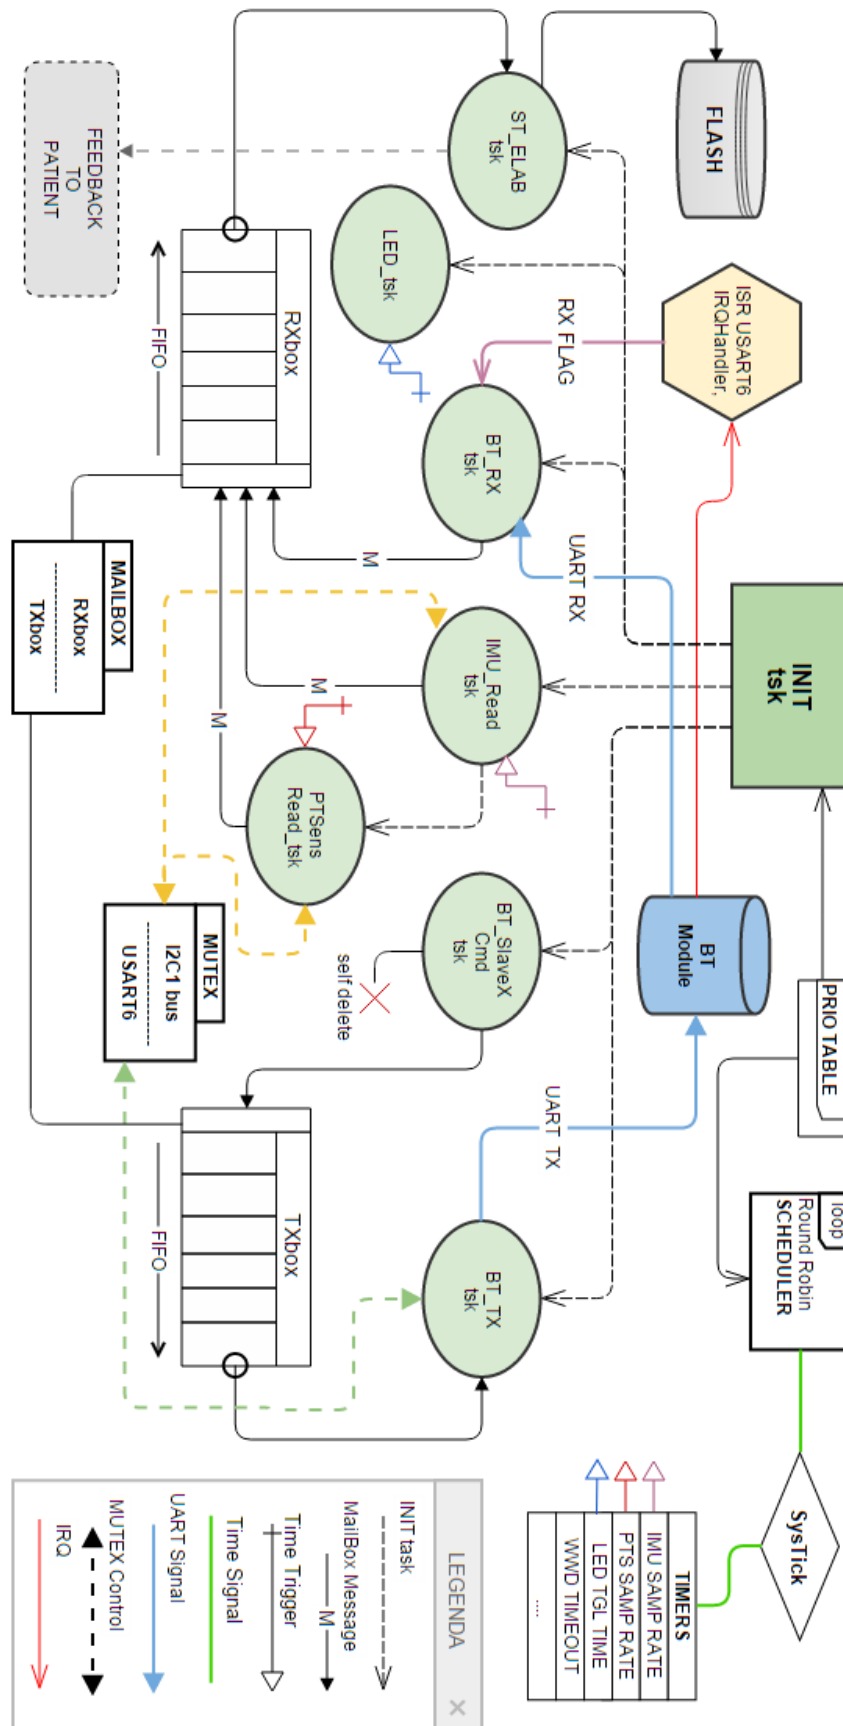 PRIO TABLE
loop
Round Robin
SCHEDULER
SysTick
INIT
tsk
FLASH
ISR USART6
IRQHandler,
BT
Module
TIMERS
IMU SAMP RATE
PTS SAMP RATE
LED TGL TIME
WWD TIMEOUT
....
RX FLAG
UART RX
UART TX
ST_ELAB
tsk
LED_tsk
BT_RX
tsk
IMU_Read
tsk
BT_SlaveX
Cmd
tsk
BT_TX
tsk
PTSens
Read_tsk
self delete
M
M
M
RXbox
FIFO
TXbox
FIFO
FEEDBACK
TO
PATIENT
MAILBOX
RXbox
------------------
TXbox
MUTEX
I2C1 bus
------------------
USART6
LEGENDA
X
INIT task
MailBox Message
M
Time Trigger
Time Signal
UART Signal
MUTEX Control
IRQ